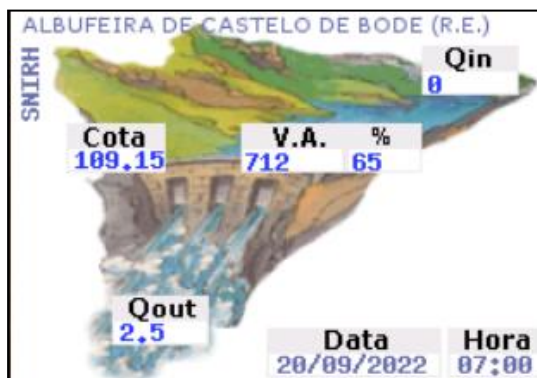 ALBUFEIRA DE CASTELO DE BODE (R.E.)
SNIRH
Qin
0
Cota
109.15
V.A. %
712 65
Qout
2.5
Data Hora
20/09/2022 07:00